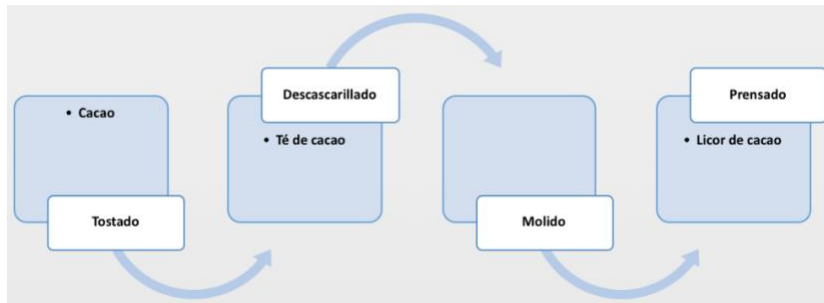 • Cacao
Tostado
Descascarillado
• Té de cacao
Molido
Prensado
• Licor de cacao